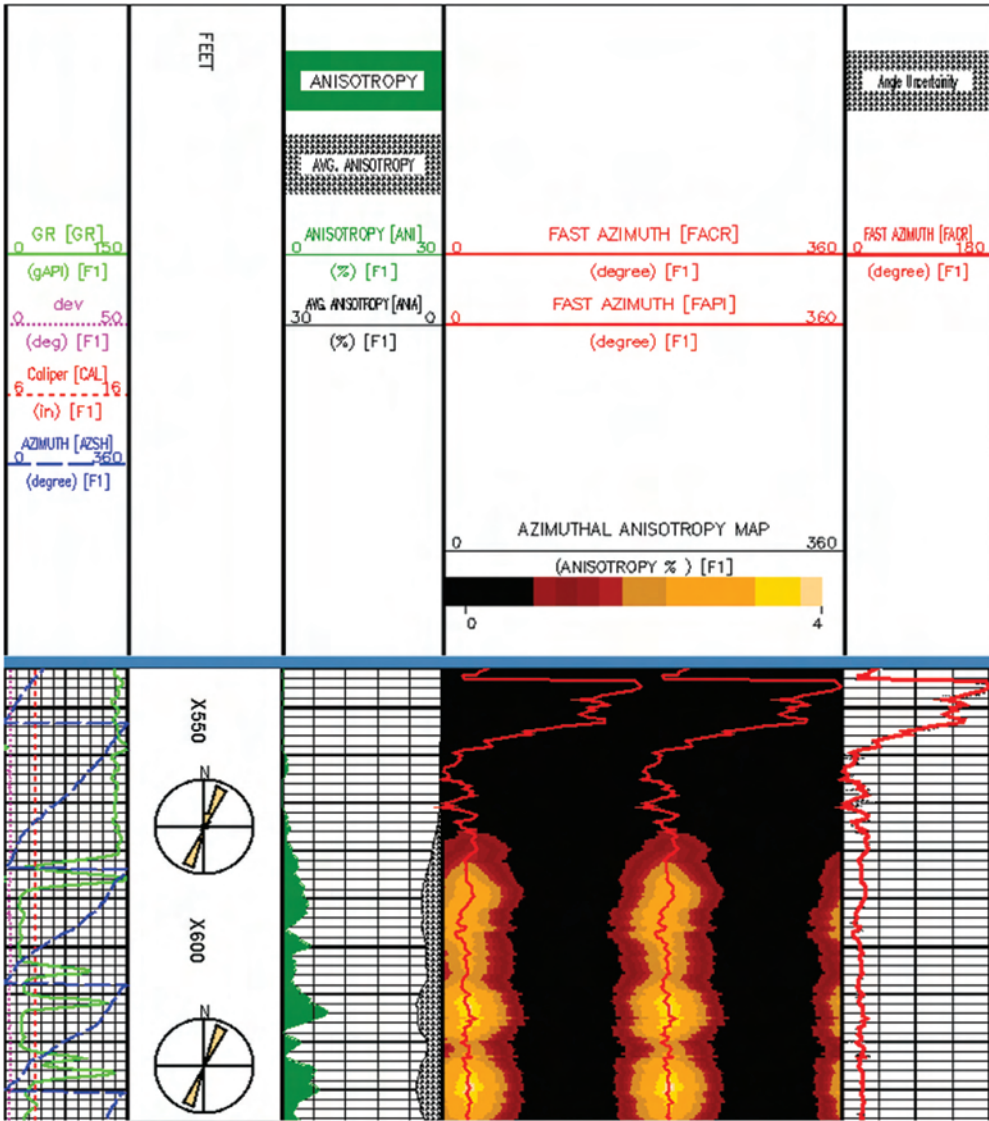 FEET
ANISOTROPY
Angle Uncertainity
AVG. ANISOTROPY
GR [GR]
0 150
(gAPI) [F1]
dev
0 50
(deg) [F1]
Caliper [CAL]
6 16
(in) [F1]
AZIMUTH [AZSH]
0 360
(degree) [F1]
ANISOTROPY [ANI]
0 30
(%) [F1]
AVG. ANISOTROPY [ANA]
30 0
(%) [F1]
FAST AZIMUTH [FACR]
0 360
(degree) [F1]
FAST AZIMUTH [FAPI]
0 360
(degree) [F1]
AZIMUTHAL ANISOTROPY MAP
0 360
(ANISOTROPY % ) [F1]
0 4
FAST AZIMUTH [FACR]
0 180
(degree) [F1]
X550
N
X600
N